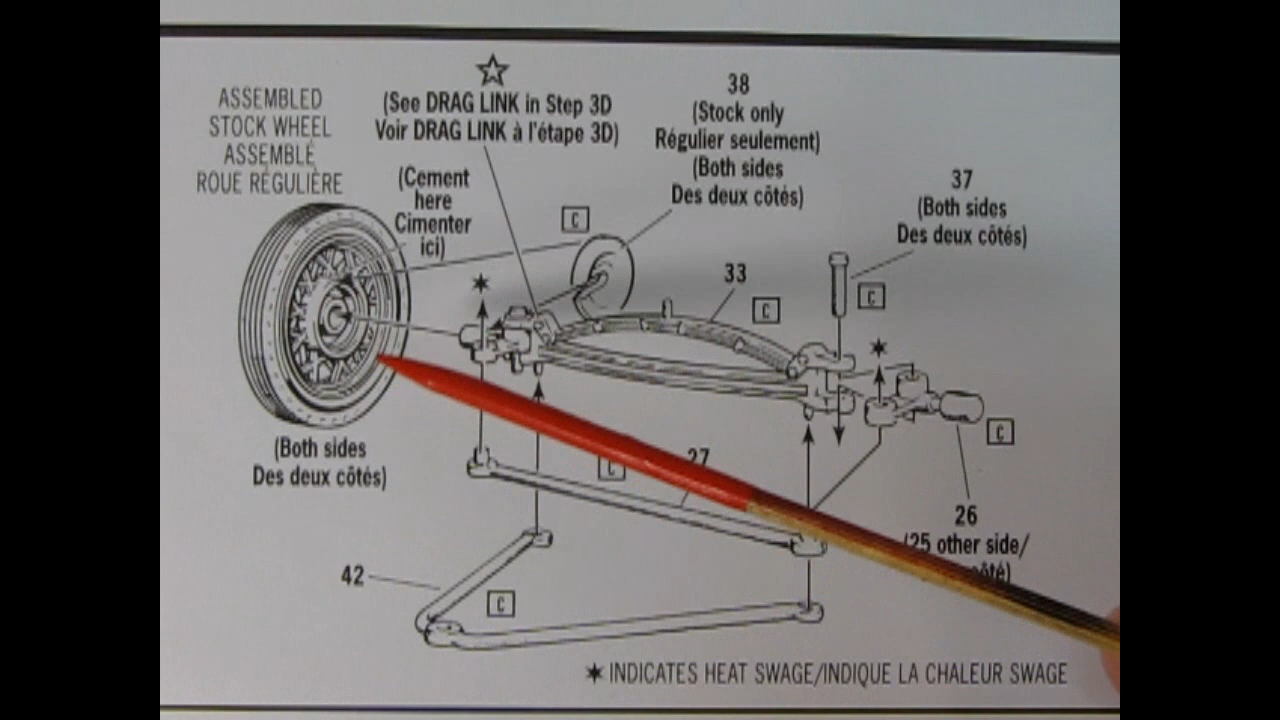 ASSEMBLED
STOCK WHEEL
ASSEMBLÉ
ROUE RÉGULIÈRE
(See DRAG LINK in Step 3D
Voir DRAG LINK à l'étape 3D)
38
(Stock only
Régulier seulement)
(Both sides
Des deux côtés)
(Cement
here
Cimenter
ici)
37
(Both sides
Des deux côtés)
C
33
C
C
(Both sides
Des deux côtés)
C
27
C
26
(25 other side/
42
C
✶ INDICATES HEAT SWAGE/INDIQUE LA CHALEUR SWAGE